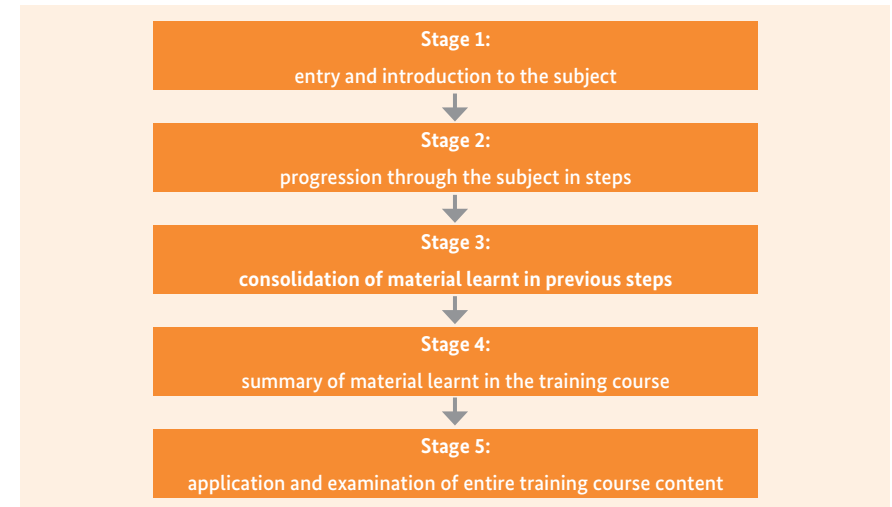 Stage 1:
entry and introduction to the subject
Stage 2:
progression through the subject in steps
Stage 3:
consolidation of material learnt in previous steps
Stage 4:
summary of material learnt in the training course
Stage 5:
application and examination of entire training course content